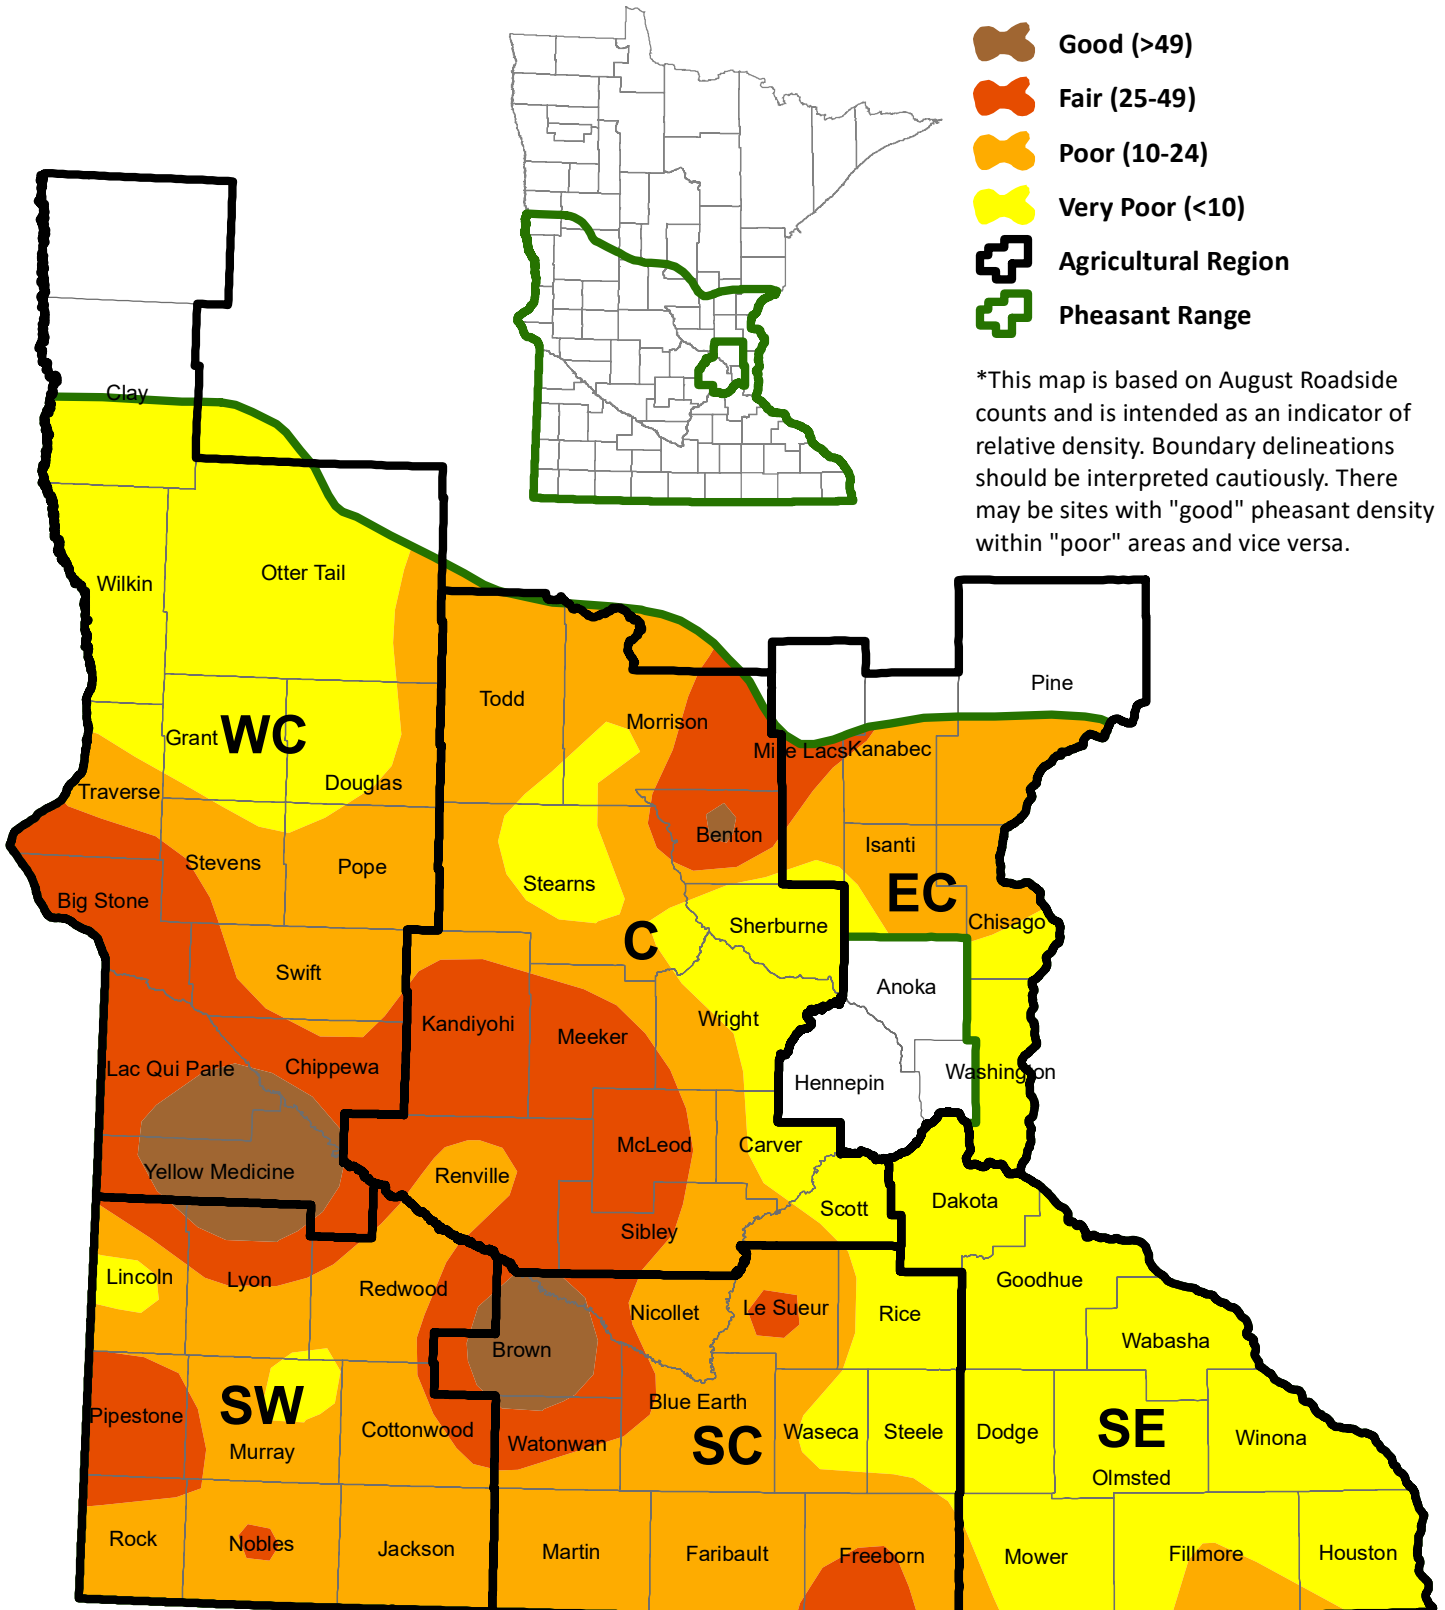 Good (>49)
Fair (25-49)
Poor (10-24)
Very Poor (<10)
Agricultural Region
Pheasant Range
*This map is based on August Roadside
counts and is intended as an indicator of
relative density. Boundary delineations
should be interpreted cautiously. There
may be sites with "good" pheasant density
within "poor" areas and vice versa.
Clay
Wilkin
Otter Tail
Pine
Todd
Morrison
Grant
WC
Mille Lacs
Kanabec
Douglas
Traverse
Benton
Isanti
Stevens
Pope
Stearns
EC
Big Stone
Sherburne
Chisago
C
Swift
Anoka
Kandiyohi
Meeker
Wright
Lac Qui Parle
Chippewa
Hennepin
Washington
McLeod
Carver
Yellow Medicine
Renville
Scott
Dakota
Sibley
Lincoln
Lyon
Redwood
Goodhue
Nicollet
Le Sueur
Rice
Wabasha
Brown
Pipestone
SW
Murray
Cottonwood
Blue Earth
Watonwan
SC
Waseca
Steele
Dodge
SE
Olmsted
Winona
Rock
Nobles
Jackson
Martin
Faribault
Freeborn
Mower
Fillmore
Houston